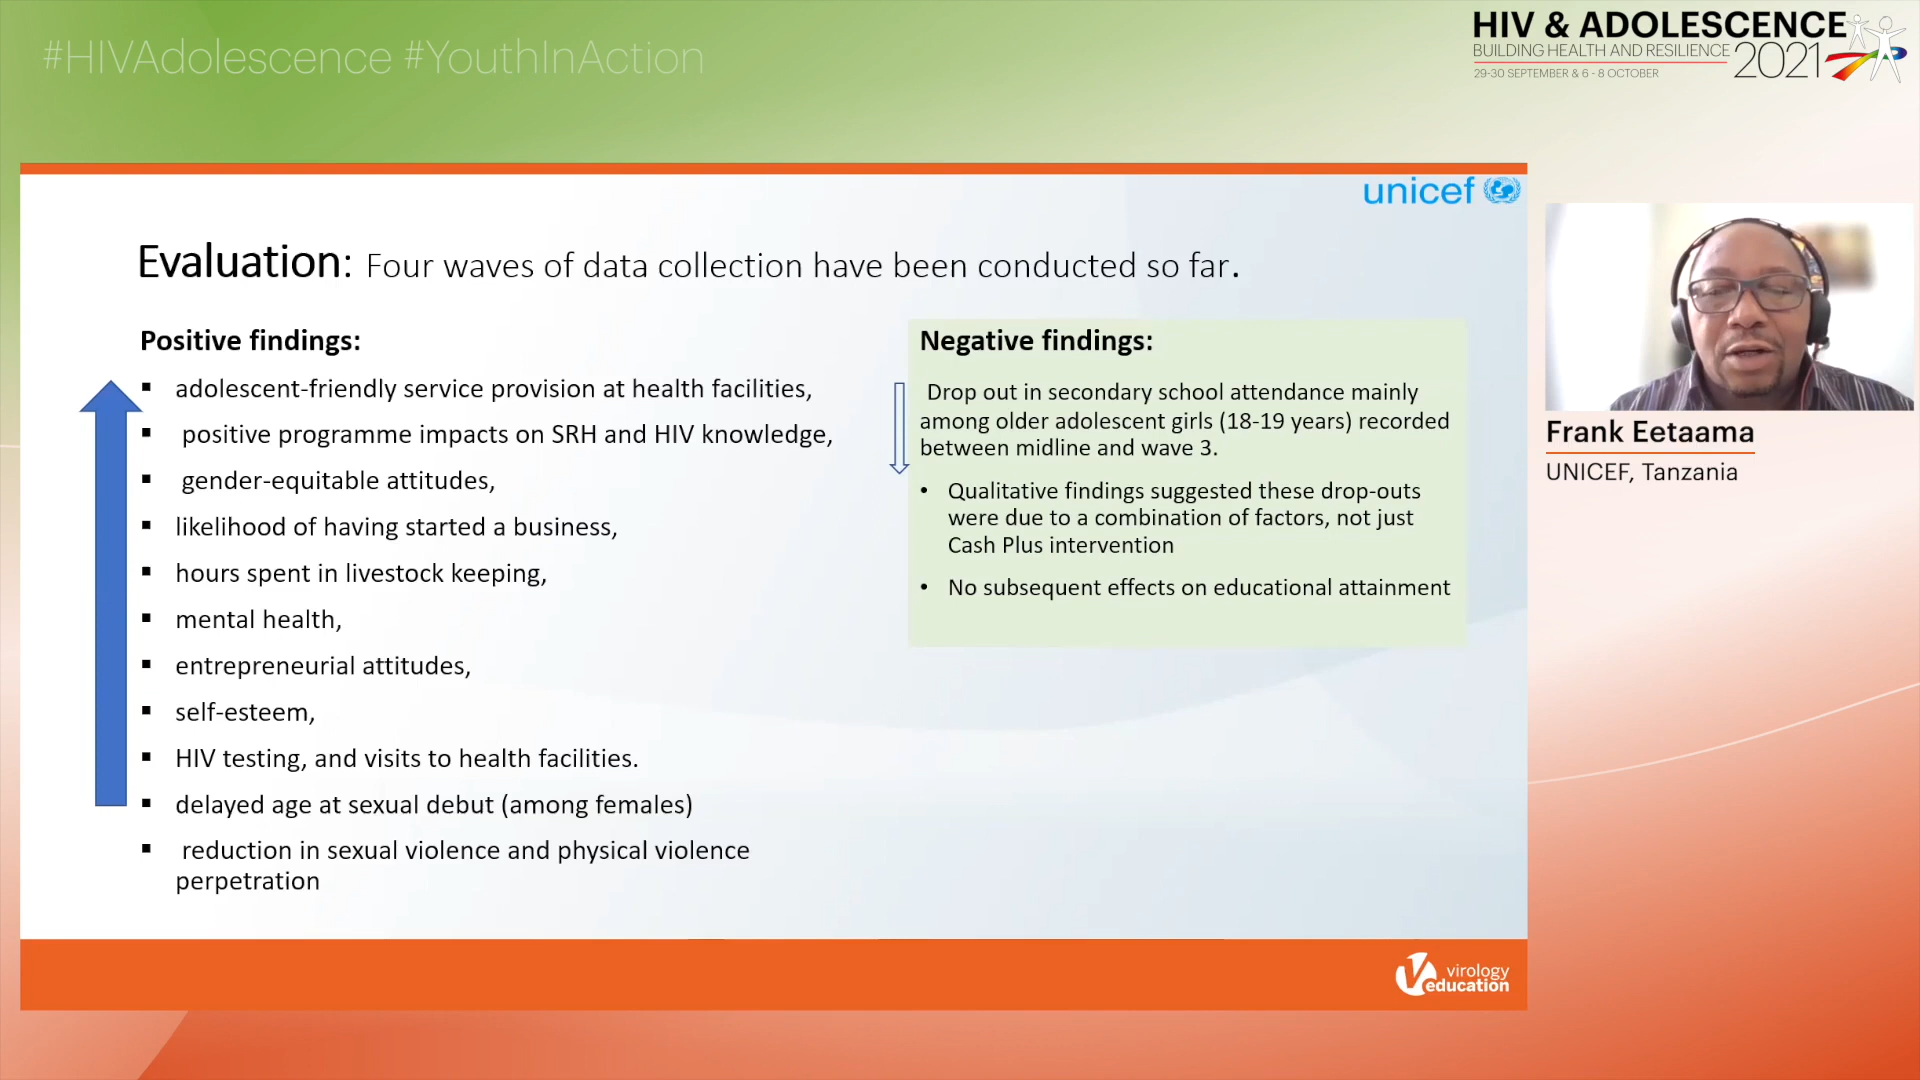 #HIVAdolescence #YouthInAction
HIV & ADOLESCENCE
BUILDING HEALTH AND RESILIENCE 2021
29-30 SEPTEMBER & 6 - 8 OCTOBER
unicef
Evaluation: Four waves of data collection have been conducted so far.
Positive findings:
▪ adolescent-friendly service provision at health facilities,
▪ positive programme impacts on SRH and HIV knowledge,
▪ gender-equitable attitudes,
▪ likelihood of having started a business,
▪ hours spent in livestock keeping,
▪ mental health,
▪ entrepreneurial attitudes,
▪ self-esteem,
▪ HIV testing, and visits to health facilities.
▪ delayed age at sexual debut (among females)
▪ reduction in sexual violence and physical violence
perpetration
Negative findings:
Drop out in secondary school attendance mainly
among older adolescent girls (18-19 years) recorded
between midline and wave 3.
• Qualitative findings suggested these drop-outs
were due to a combination of factors, not just
Cash Plus intervention
• No subsequent effects on educational attainment
Frank Eetaama
UNICEF, Tanzania
virology
education